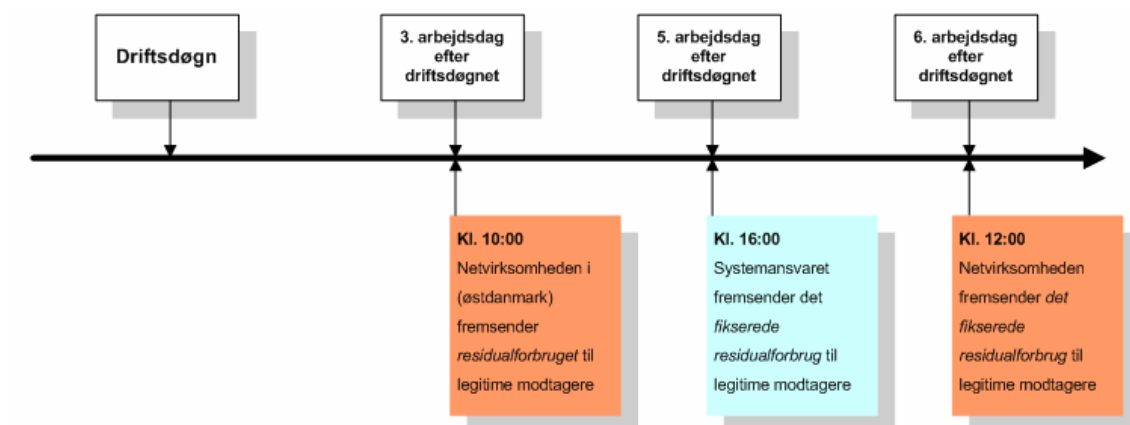 Driftsdøgn
3. arbejdsdag
efter
driftsdøgnet
5. arbejdsdag
efter
driftsdøgnet
6. arbejdsdag
efter
driftsdøgnet
Kl. 10:00
Netvirksomheden i
(østdanmark)
fremsender
residualforbruget til
legitime modtagere
Kl. 16:00
Systemansvaret
fremsender det
fikserede
residualforbrug til
legitime modtagere
Kl. 12:00
Netvirksomheden
fremsender det
fikserede
residualforbrug til
legitime modtagere